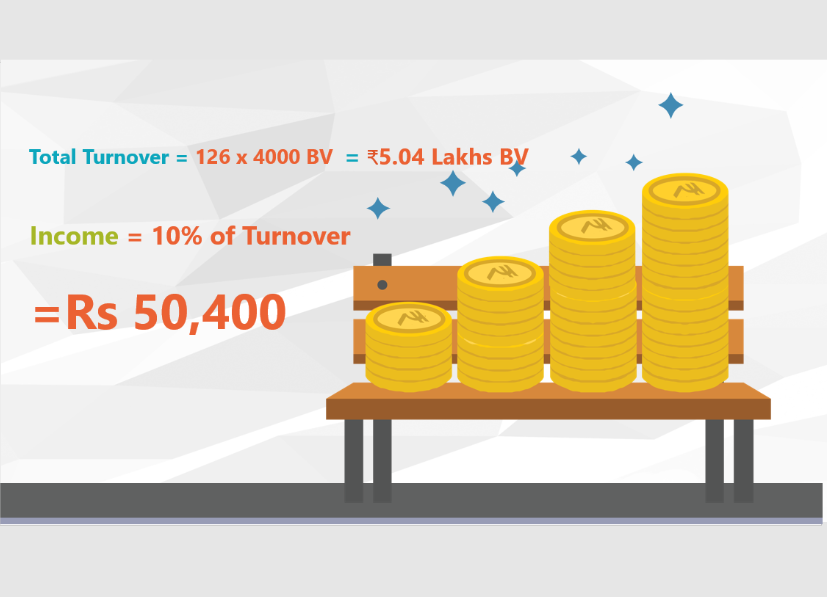 Total Turnover = 126 x 4000 BV = ₹5.04 Lakhs BV
Income = 10% of Turnover
=Rs 50,400